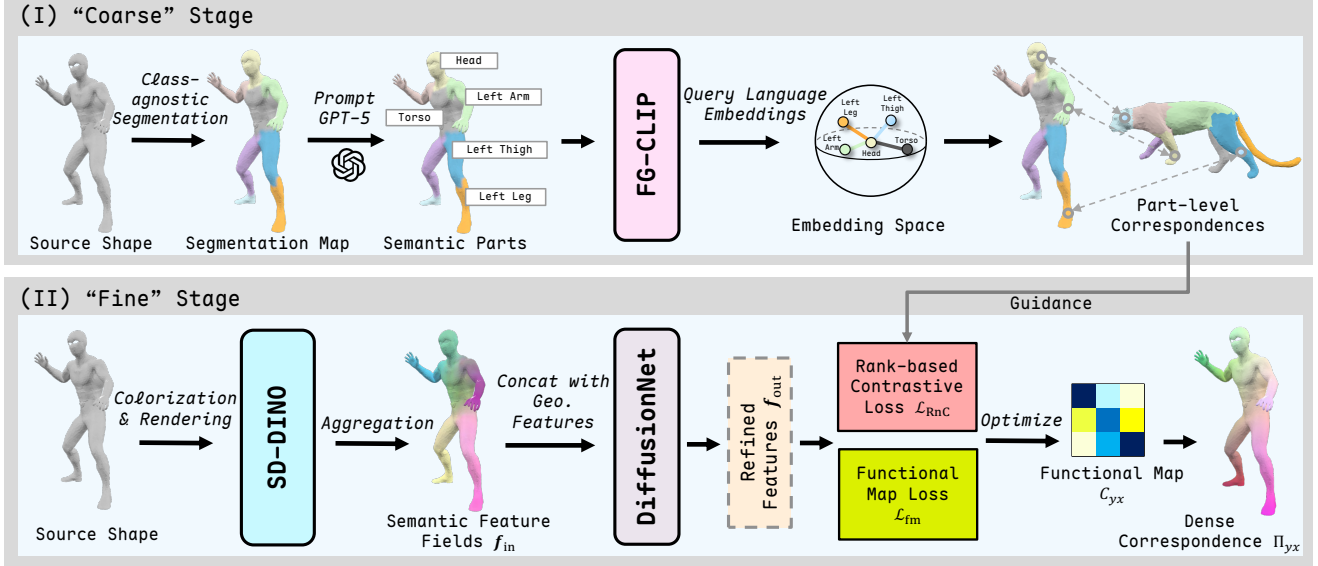 (I) “Coarse” Stage
Class-
agnostic
Segmentation
Prompt
GPT-5
Head
Left Arm
Torso
Left Thigh
Left Leg
FG-CLIP
Query Language
Embeddings
Left
Leg
Left
Thigh
Left
Arm
Head
Torso
Source Shape
Segmentation Map
Semantic Parts
Embedding Space
Part-level
Correspondences
(II) “Fine” Stage
Guidance
Colorization
& Rendering
SD-DINO
Aggregation
Concat with
Geo.
Features
DiffusionNet
Refined
Features f_out
Rank-based
Contrastive
Loss ℒ_RnC
Functional
Map Loss
ℒ_fm
Optimize
Functional Map
C_yx
Source Shape
Semantic Feature
Fields f_in
Dense
Correspondence Π_yx